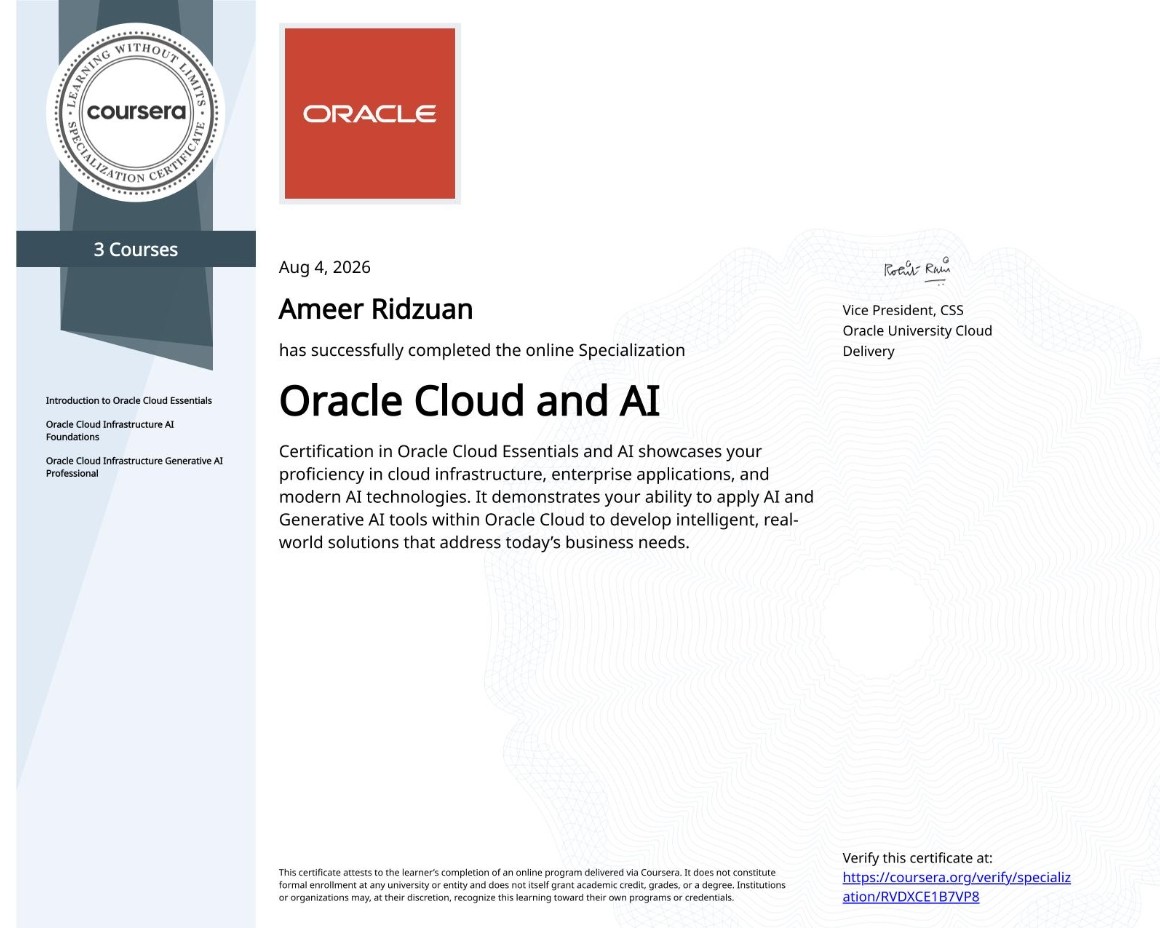 LEARNING WITHOUT LIMITS
coursera
SPECIALIZATION CERTIFICATE
3 Courses
Introduction to Oracle Cloud Essentials
Oracle Cloud Infrastructure AI
Foundations
Oracle Cloud Infrastructure Generative AI
Professional
ORACLE
Aug 4, 2026
Ameer Ridzuan
has successfully completed the online Specialization
Oracle Cloud and AI
Certification in Oracle Cloud Essentials and AI showcases your
proficiency in cloud infrastructure, enterprise applications, and
modern AI technologies. It demonstrates your ability to apply AI and
Generative AI tools within Oracle Cloud to develop intelligent, real-
world solutions that address today’s business needs.
Vice President, CSS
Oracle University Cloud
Delivery
This certificate attests to the learner’s completion of an online program delivered via Coursera. It does not constitute
formal enrollment at any university or entity and does not itself grant academic credit, grades, or a degree. Institutions
or organizations may, at their discretion, recognize this learning toward their own programs or credentials.
Verify this certificate at:
https://coursera.org/verify/specializ
ation/RVDXCE1B7VP8